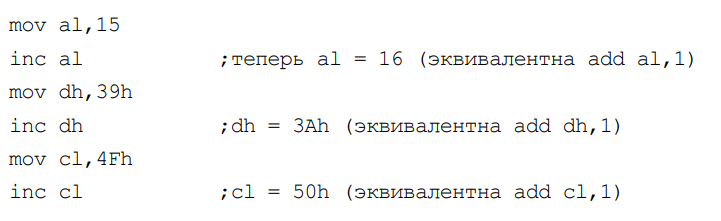 mov al,15
inc al ;теперь al = 16 (эквивалентна add al,1)
mov dh,39h
inc dh ;dh = 3Ah (эквивалентна add dh,1)
mov cl,4Fh
inc cl ;cl = 50h (эквивалентна add cl,1)